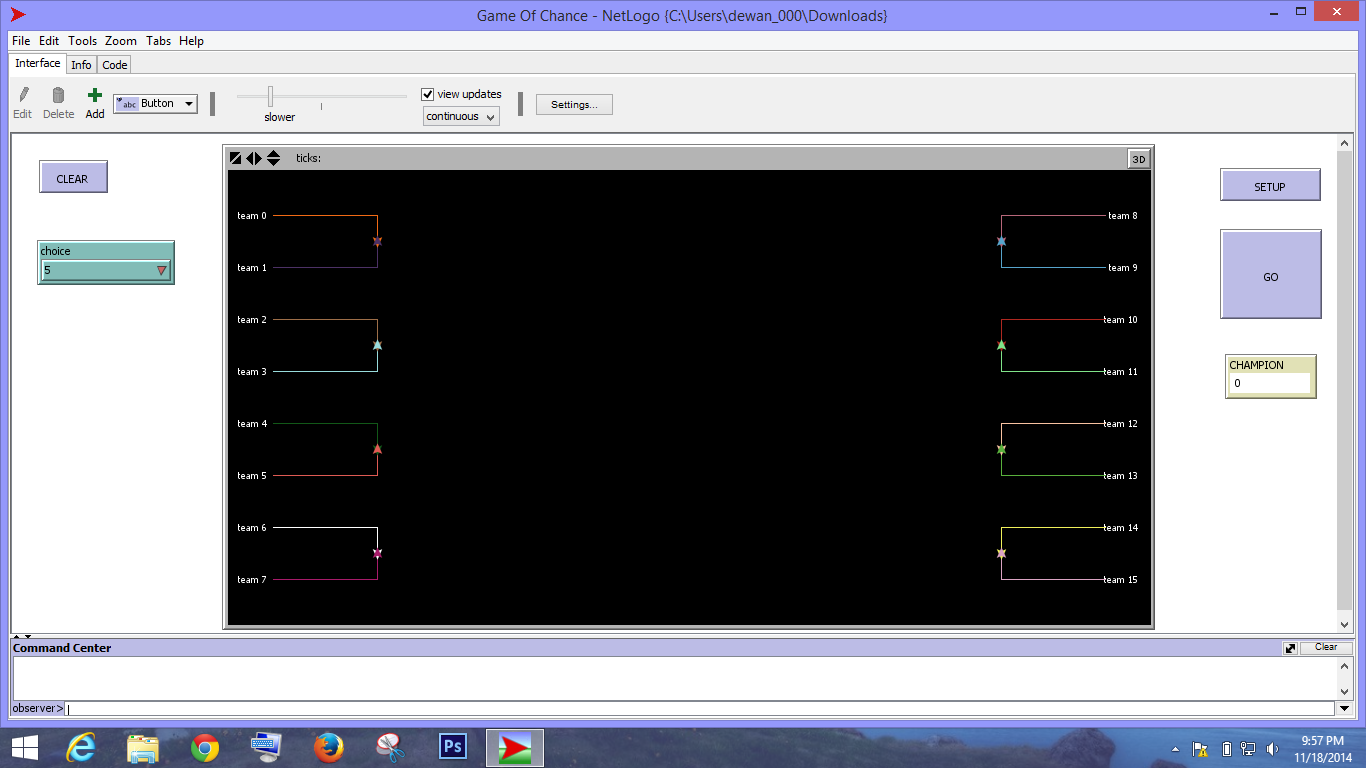 Game Of Chance - NetLogo {C:\Users\dewan_000\Downloads}
File Edit Tools Zoom Tabs Help
Interface Info Code
Edit Delete Add abc Button slower view updates continuous Settings...
ticks: 3D
CLEAR
choice
5
team 0
team 1
team 2
team 3
team 4
team 5
team 6
team 7
team 8
team 9
team 10
team 11
team 12
team 13
team 14
team 15
SETUP
GO
CHAMPION
0
Command Center Clear
observer>
Ps
9:57 PM
11/18/2014